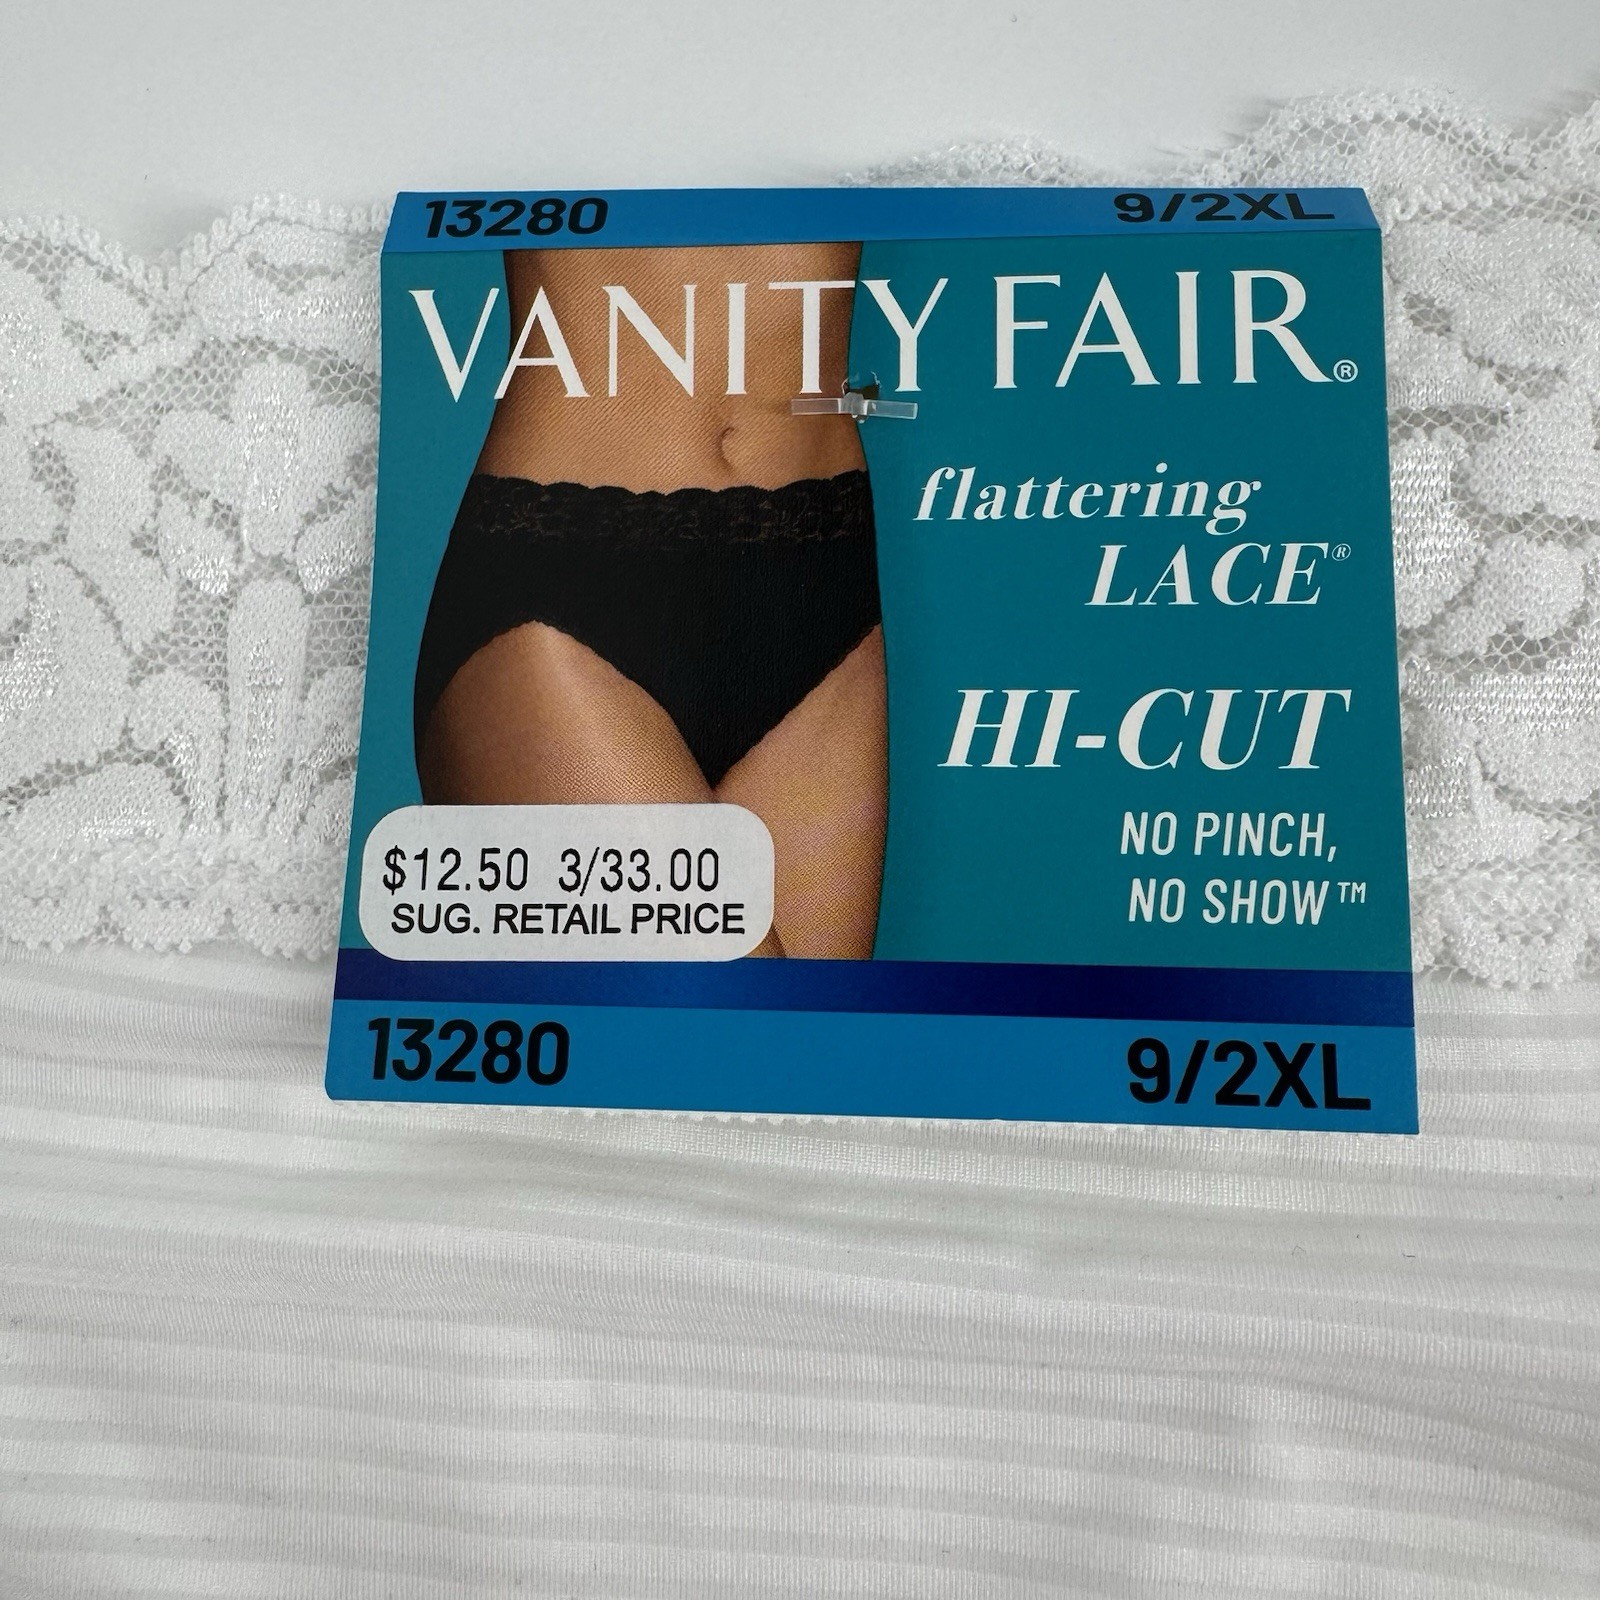 13280 9/2XL
VANITY FAIR®
flattering
LACE®
HI-CUT
NO PINCH,
NO SHOW™
$12.50 3/33.00
SUG. RETAIL PRICE
13280 9/2XL